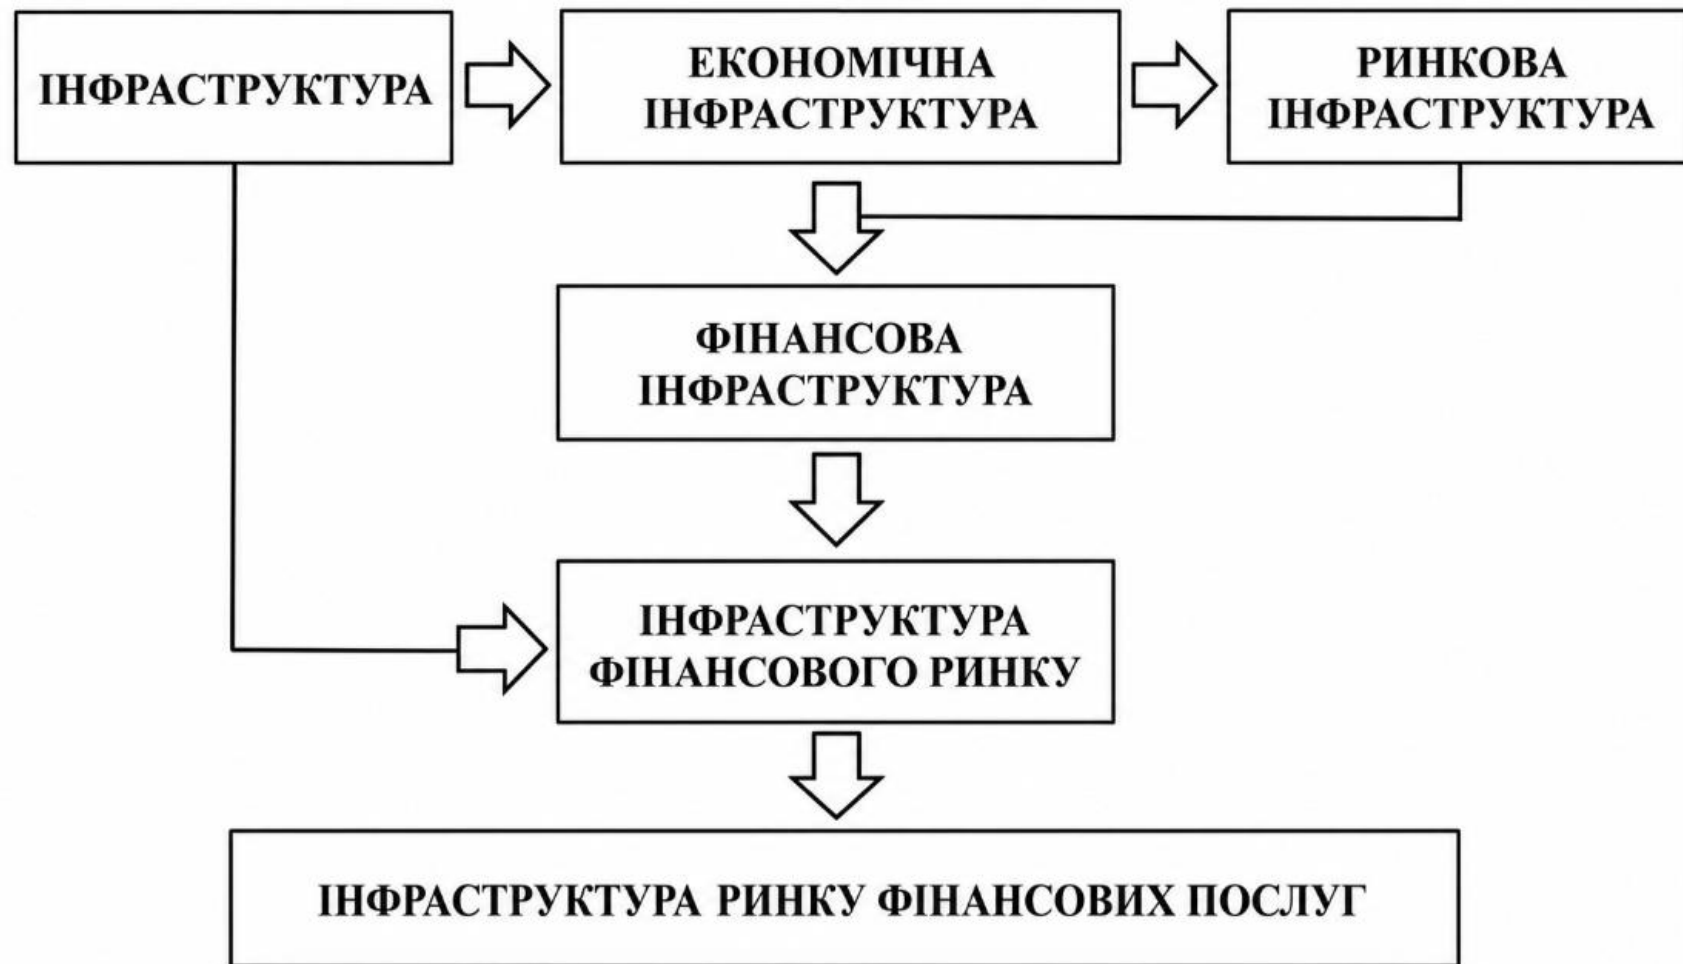 ІНФРАСТРУКТУРА
ЕКОНОМІЧНА
ІНФРАСТРУКТУРА
РИНКОВА
ІНФРАСТРУКТУРА
ФІНАНСОВА
ІНФРАСТРУКТУРА
ІНФРАСТРУКТУРА
ФІНАНСОВОГО РИНКУ
ІНФРАСТРУКТУРА РИНКУ ФІНАНСОВИХ ПОСЛУГ